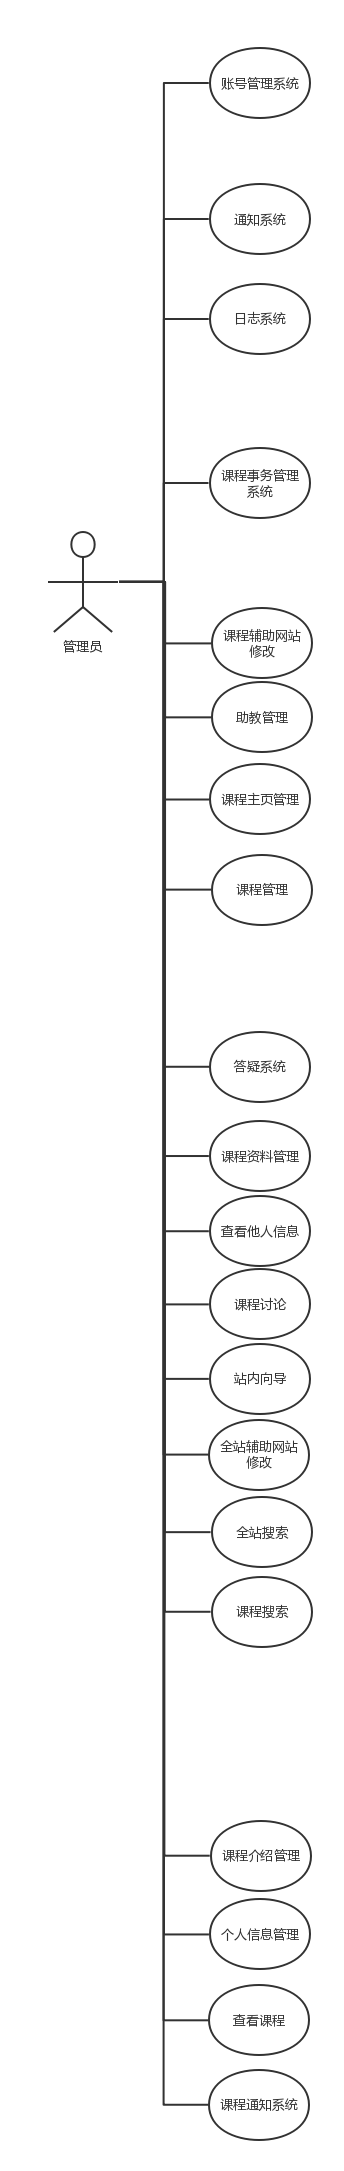 账号管理系统
通知系统
日志系统
课程事务管理
系统
管理员
课程辅助网站
修改
助教管理
课程主页管理
课程管理
答疑系统
课程资料管理
查看他人信息
课程讨论
站内向导
全站辅助网站
修改
全站搜索
课程搜索
课程介绍管理
个人信息管理
查看课程
课程通知系统